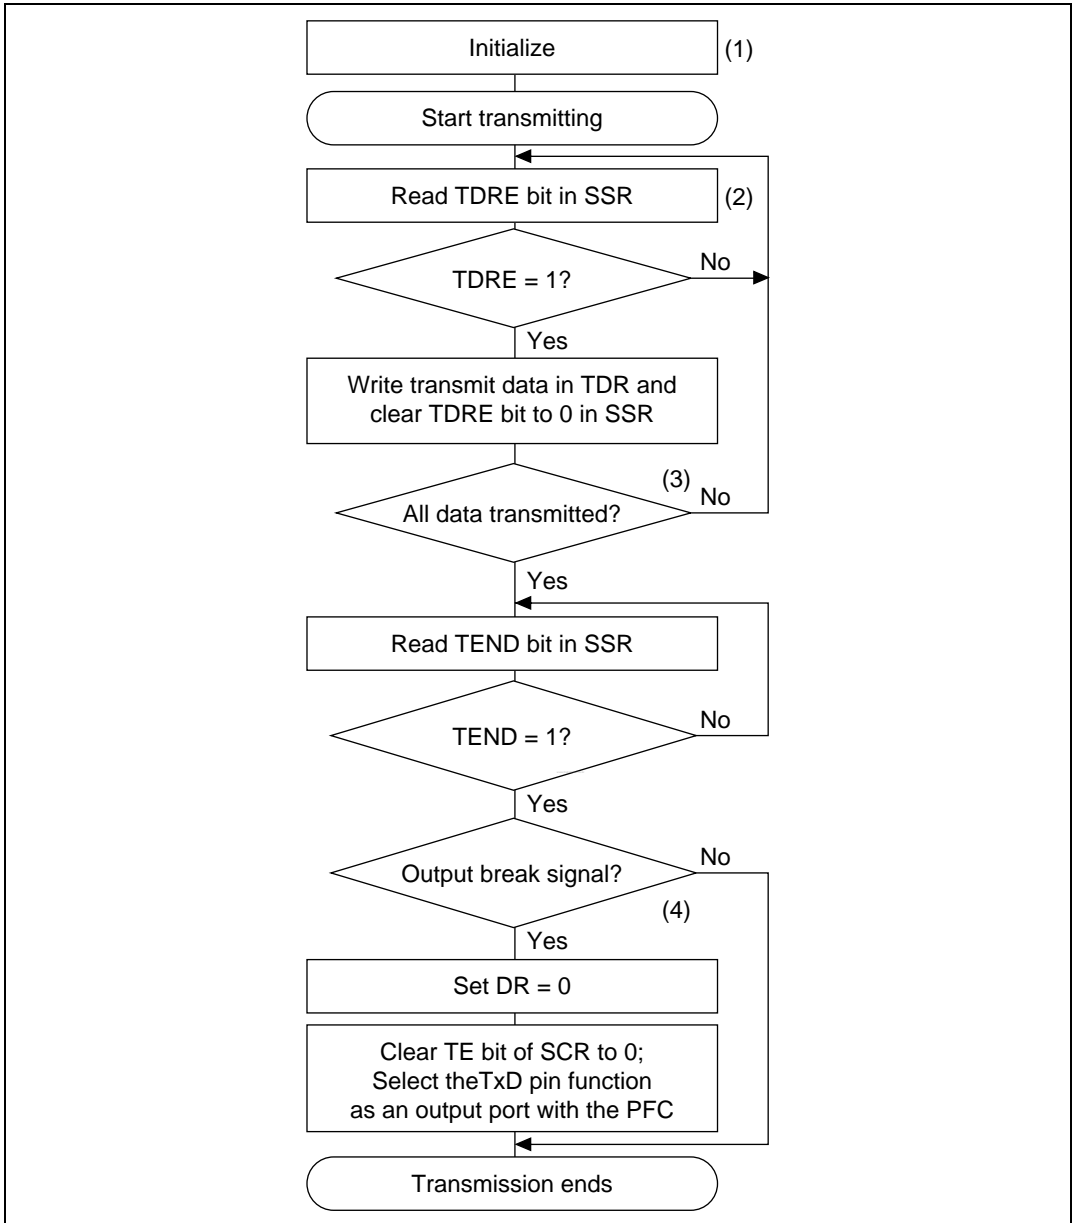 Initialize
(1)
Start transmitting
Read TDRE bit in SSR
(2)
TDRE = 1?
No
Yes
Write transmit data in TDR and
clear TDRE bit to 0 in SSR
(3)
All data transmitted?
No
Yes
Read TEND bit in SSR
TEND = 1?
No
Yes
Output break signal?
No
(4)
Yes
Set DR = 0
Clear TE bit of SCR to 0;
Select theTxD pin function
as an output port with the PFC
Transmission ends